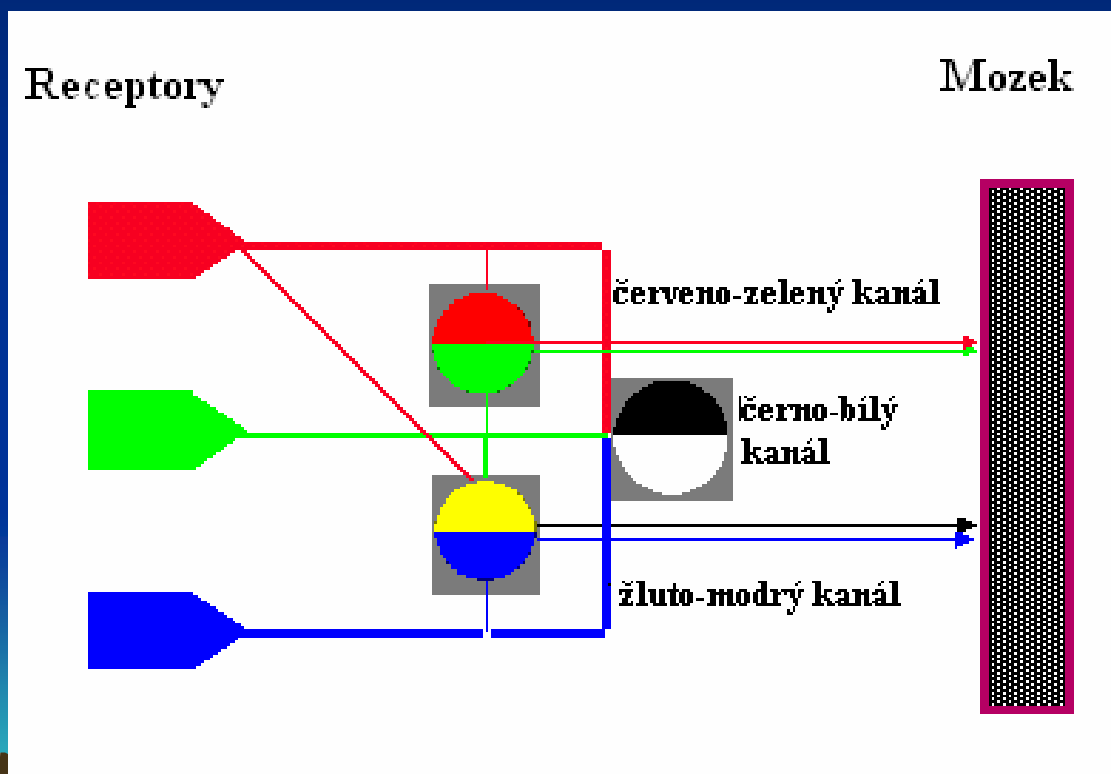 Receptory
Mozek
červeno-zelený kanál
černo-bílý
kanál
žluto-modrý kanál